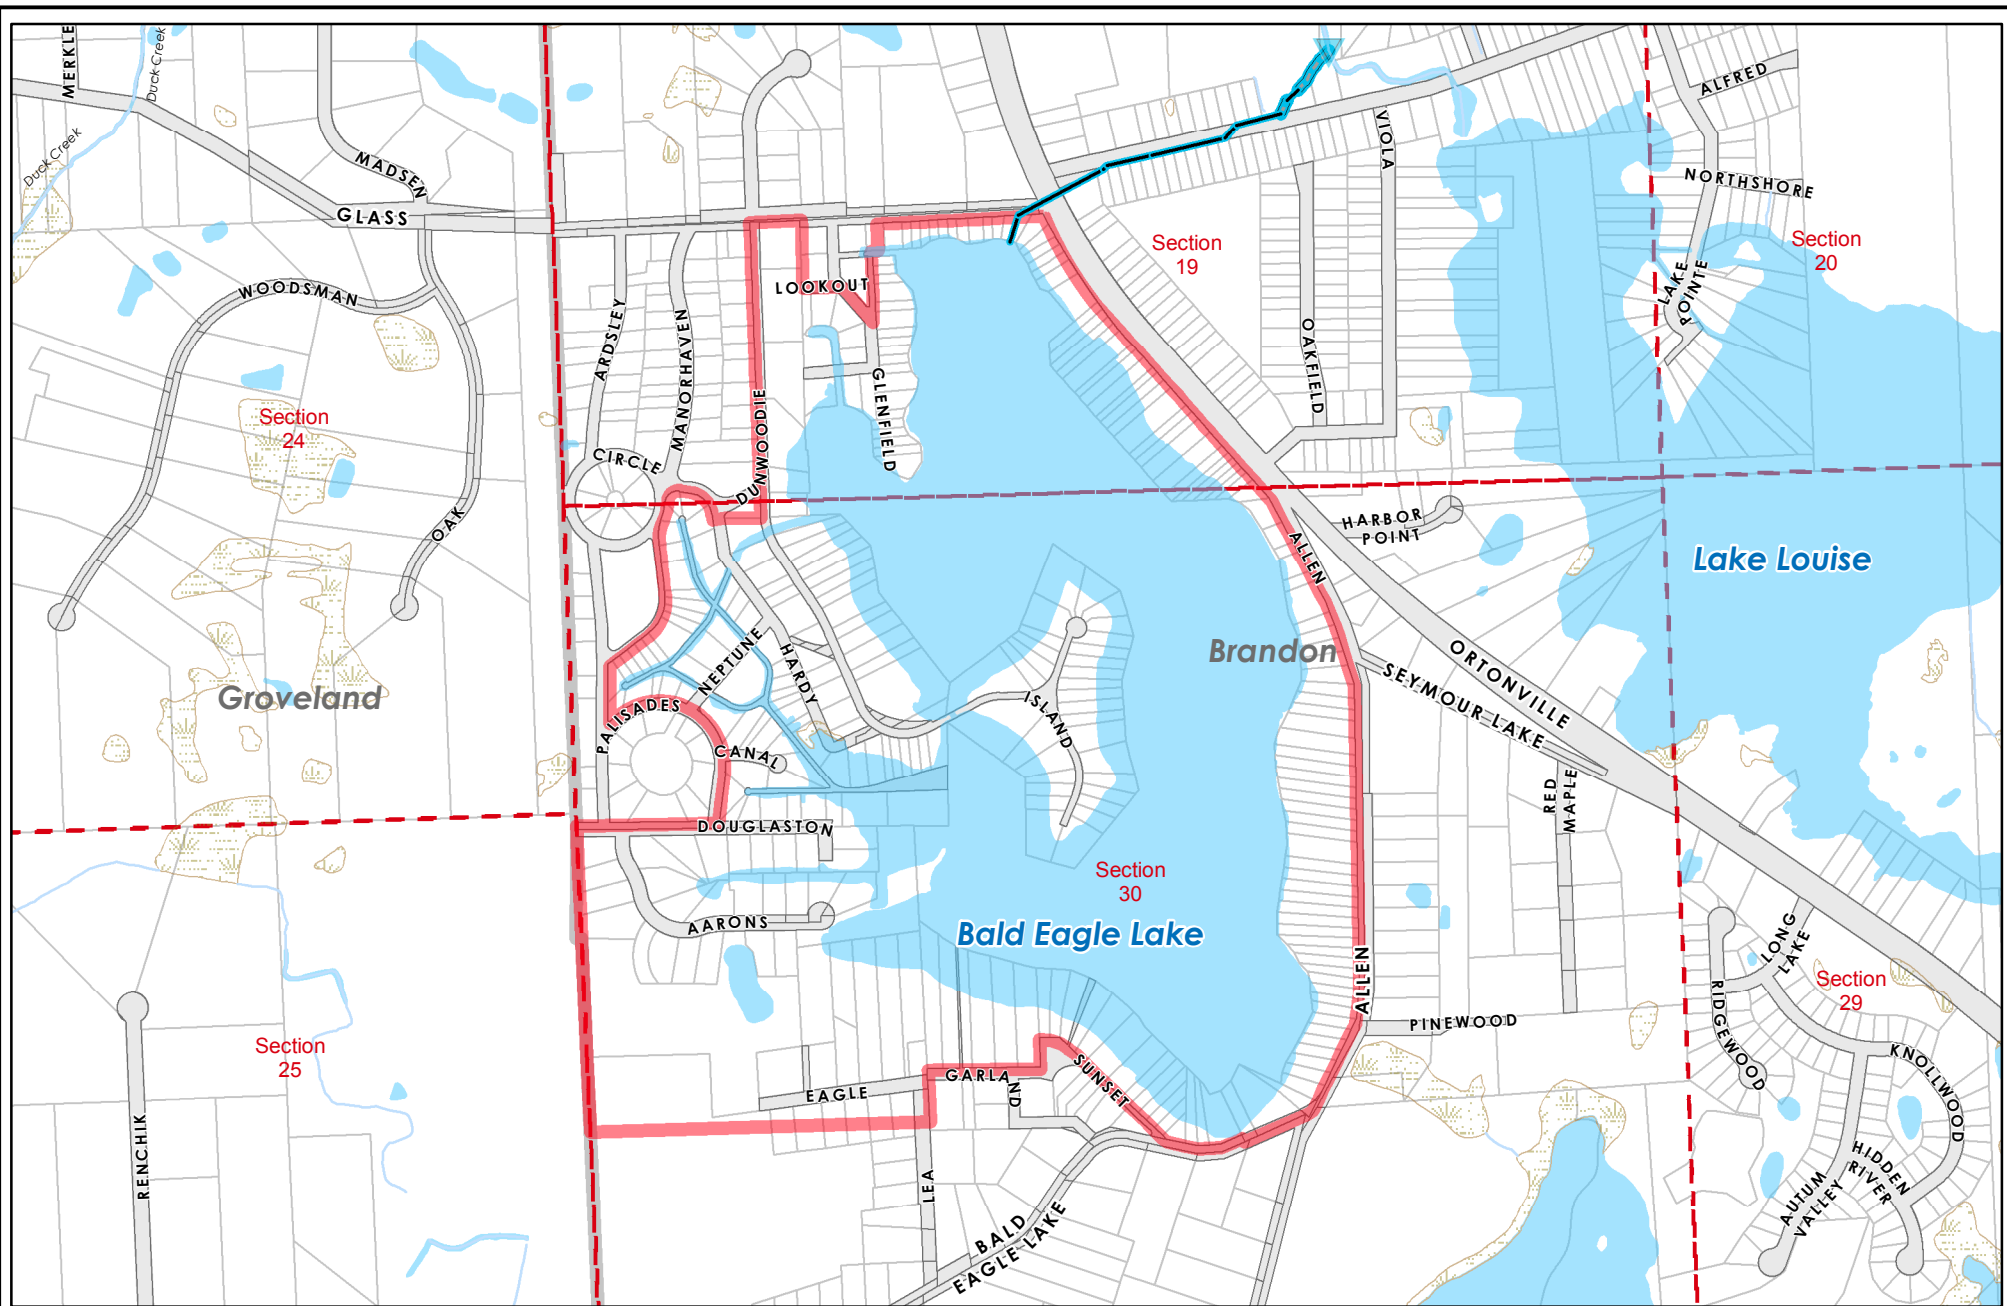 MERKLE
Duck Creek
Duck Creek
MADSEN
GLASS
WOODSMAN
OAK
Section
24
Groveland
Section
25
RENCHIK
ARDSLEY
MANORHAVEN
CIRCLE
DUNWOODIE
LOOKOUT
GLENFIELD
NEPTUNE
HARDY
PALISADES
CANAL
DOUGLASTON
AARONS
ISLAND
Section
30
Bald Eagle Lake
EAGLE
GARLAND
SUNSET
LEA
BALD
EAGLE LAKE
Section
19
VIOLA
OAKFIELD
ALFRED
NORTHSHORE
LAKE
POINTE
Section
20
HARBOR
POINT
ALLEN
Brandon
ORTONVILLE
SEYMOUR LAKE
Lake Louise
RED
MAPLE
ALLEN
PINEWOOD
LONG
LAKE
Section
29
RIDGEWOOD
KNOLLWOOD
HIDDEN
RIVER
AUTUM
VALLEY